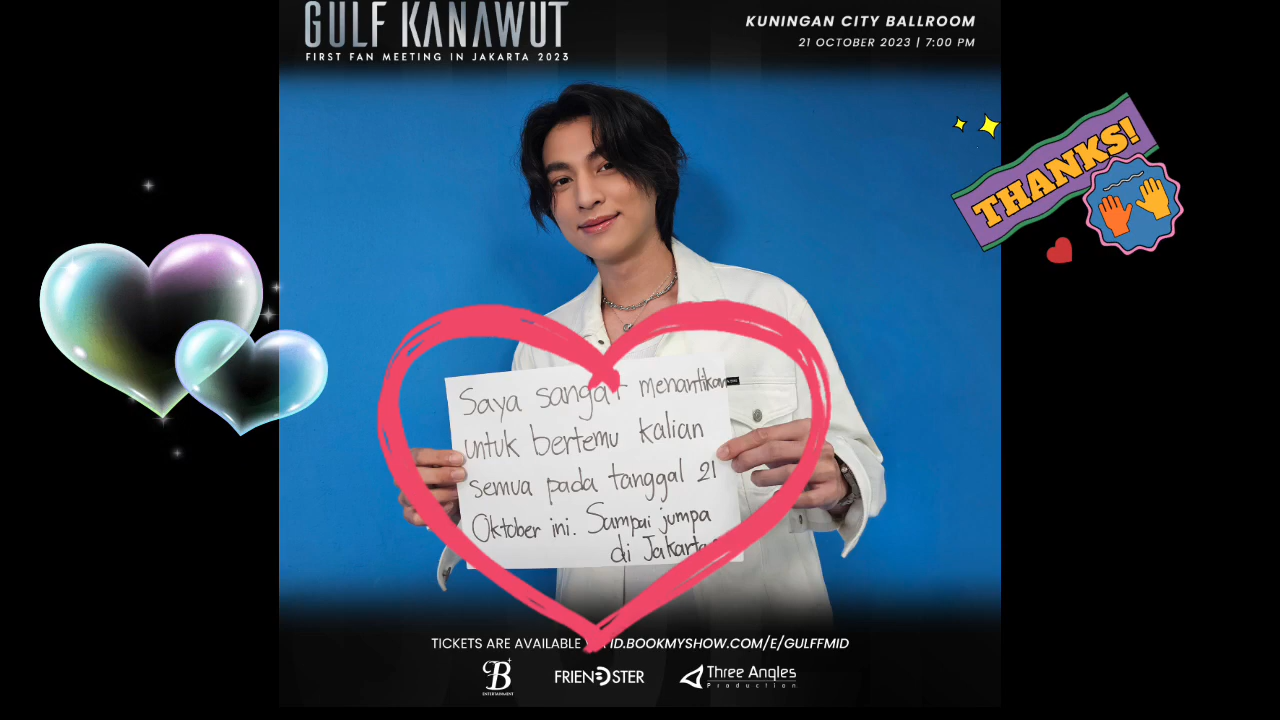 GULF KANAWUT
FIRST FAN MEETING IN JAKARTA 2023
KUNINGAN CITY BALLROOM
21 OCTOBER 2023 | 7:00 PM
THANKS!
Saya sangat menantikan
untuk bertemu kalian
semua pada tanggal 21
Oktober ini. Sampai jumpa
di Jakarta
TICKETS ARE AVAILABLE ID.BOOKMYSHOW.COM/E/GULFFMID
B
ENTERTAINMENT
FRIENDSTER
Three Angles
Production